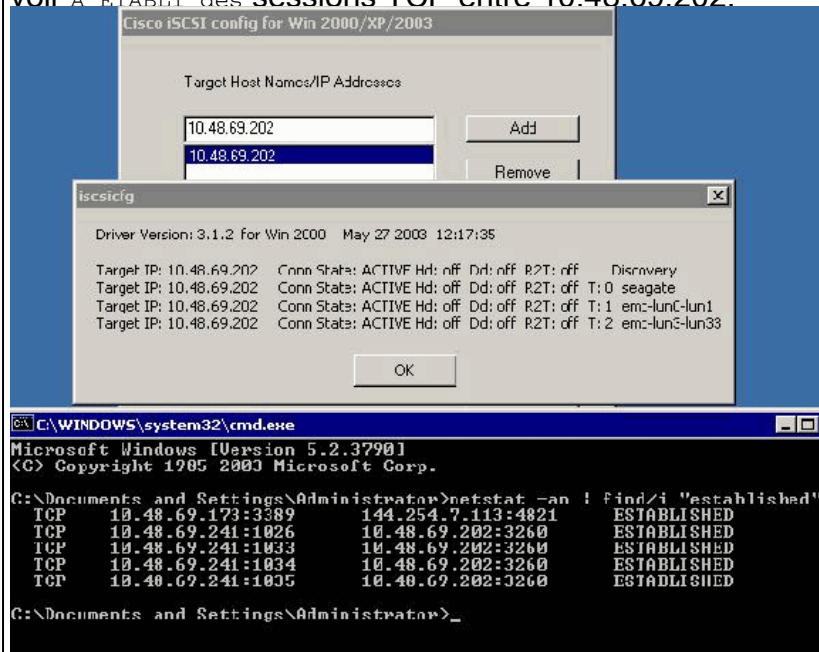 voir A ETABLI des sessions TCP entre 10.48.69.202.
Cisco iSCSI config for Win 2000/XP/2003
Target Host Names/IP Addresses
10.48.69.202
Add
10.48.69.202
Remove
iscsicfg
Driver Version: 3.1.2 for Win 2000 May 27 2003 12:17:35
Target IP: 10.48.69.202 Conn State: ACTIVE Hd: off Dd: off R2T: off Discovery
Target IP: 10.48.69.202 Conn State: ACTIVE Hd: off Dd: off R2T: off T: 0 seagate
Target IP: 10.48.69.202 Conn State: ACTIVE Hd: off Dd: off R2T: off T: 1 emc-lun0-lun1
Target IP: 10.48.69.202 Conn State: ACTIVE Hd: off Dd: off R2T: off T: 2 emc-lun3-lun33
OK
C:\WINDOWS\system32\cmd.exe
Microsoft Windows [Version 5.2.3790]
(C) Copyright 1985 2003 Microsoft Corp.
C:\Documents and Settings\Administrator>netstat -an | find/i "established"
TCP 10.48.69.173:3389 144.254.7.113:4821 ESTABLISHED
TCP 10.48.69.241:1026 10.48.69.202:3260 ESTABLISHED
TCP 10.48.69.241:1033 10.48.69.202:3260 ESTABLISHED
TCP 10.48.69.241:1034 10.48.69.202:3260 ESTABLISHED
TCP 10.48.69.241:1035 10.48.69.202:3260 ESTABLISHED
C:\Documents and Settings\Administrator>_